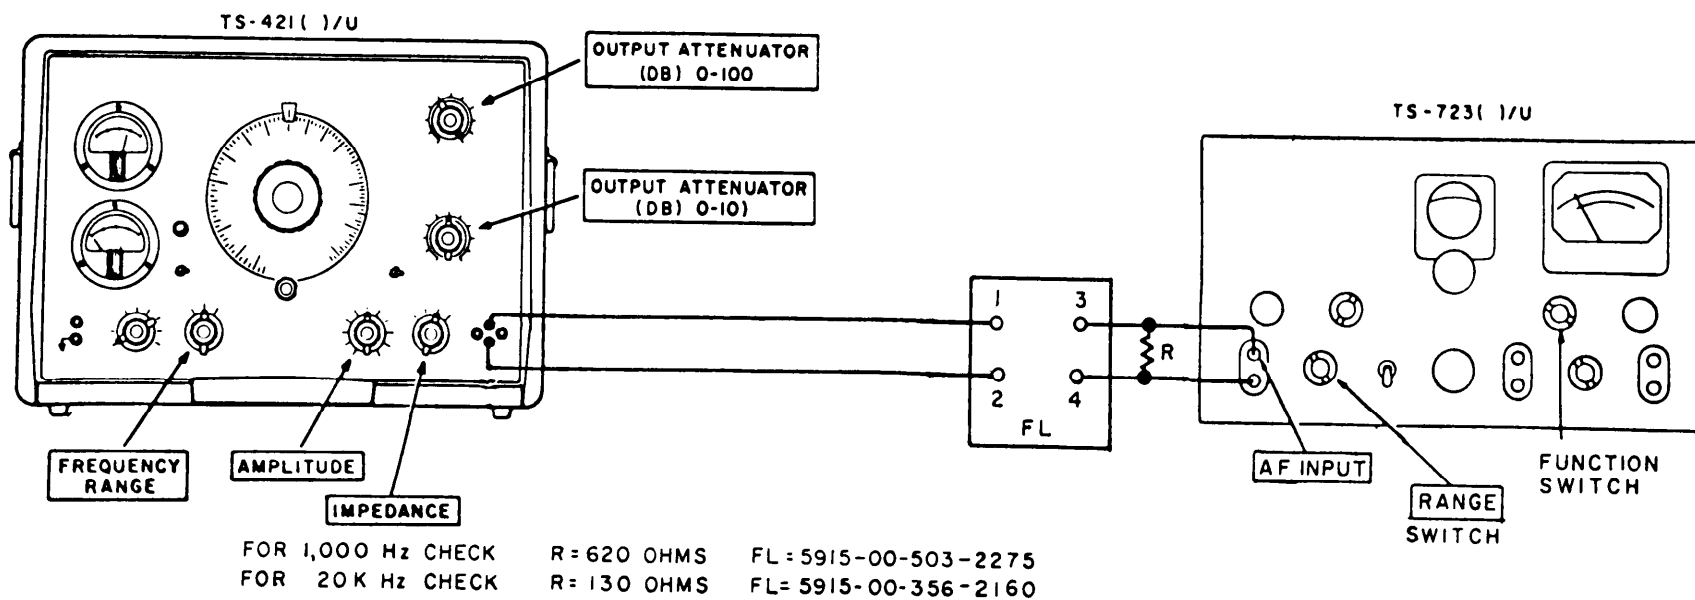 TS-421( )/U
OUTPUT ATTENUATOR
(DB) 0-100
TS-723( )/U
OUTPUT ATTENUATOR
(DB) 0-10)
1 3
R
2 4
FL
FREQUENCY
RANGE
AMPLITUDE
IMPEDANCE
AF INPUT
RANGE
SWITCH
FUNCTION
SWITCH
FOR 1,000 Hz CHECK R=620 OHMS FL=5915-00-503-2275
FOR 20K Hz CHECK R=130 OHMS FL=5915-00-356-2160